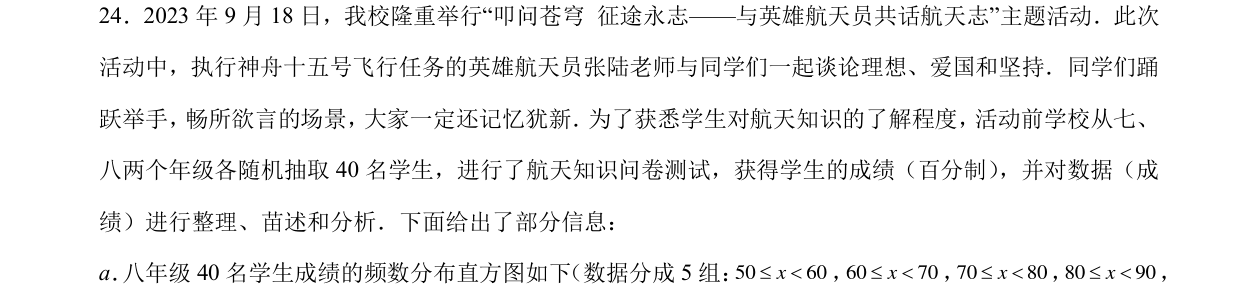 24．2023 年 9 月 18 日，我校隆重举行“叩问苍穹 征途永志——与英雄航天员共话航天志”主题活动．此次
活动中，执行神舟十五号飞行任务的英雄航天员张陆老师与同学们一起谈论理想、爱国和坚持．同学们踊
跃举手，畅所欲言的场景，大家一定还记忆犹新．为了获悉学生对航天知识的了解程度，活动前学校从七、
八两个年级各随机抽取 40 名学生，进行了航天知识问卷测试，获得学生的成绩（百分制），并对数据（成
绩）进行整理、苗述和分析．下面给出了部分信息：
a．八年级 40 名学生成绩的频数分布直方图如下（数据分成 5 组：50≤x<60，60≤x<70，70≤x<80，80≤x<90，